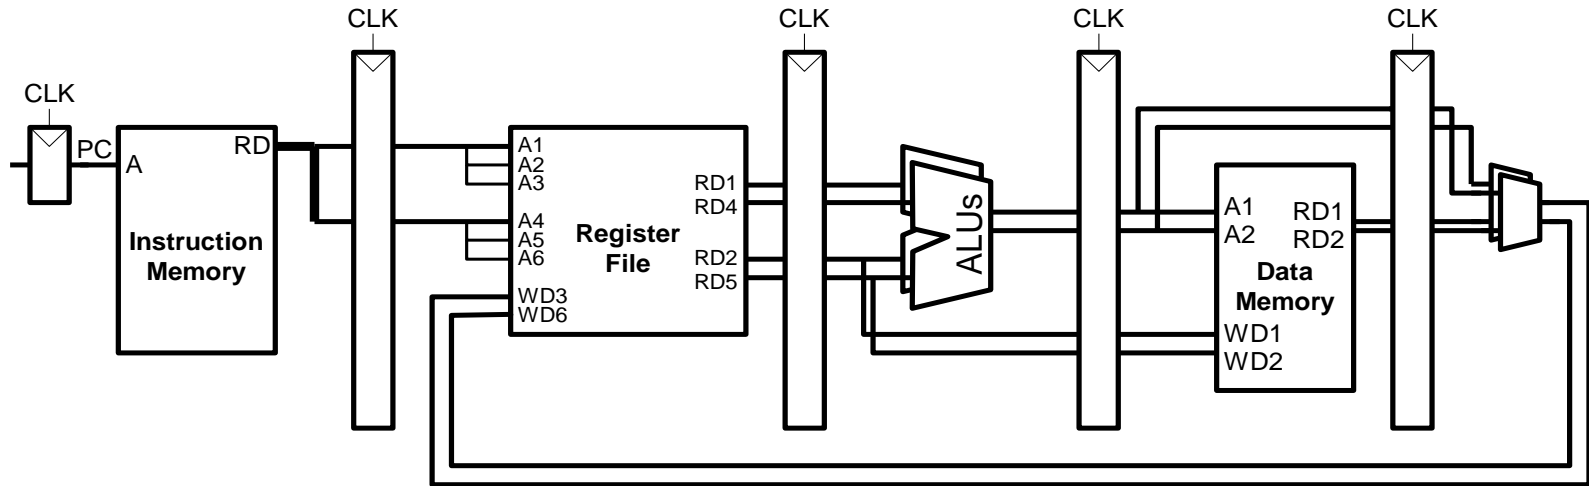 CLK
CLK
CLK
CLK
CLK
PC
A
RD
Instruction
Memory
A1
A2
A3
A4
A5
A6
WD3
WD6
Register
File
RD1
RD4
RD2
RD5
ALUs
A1
A2
RD1
RD2
Data
Memory
WD1
WD2